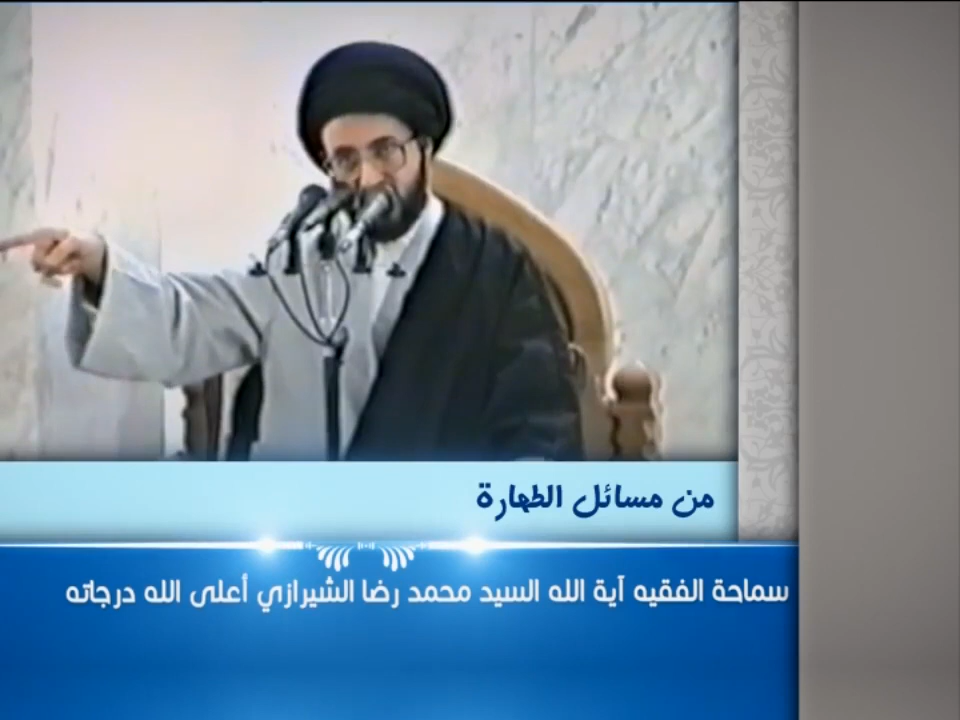 من مسائل الطهارة
سماحة الفقيه آية الله السيد محمد رضا الشيرازي أعلى الله درجاته